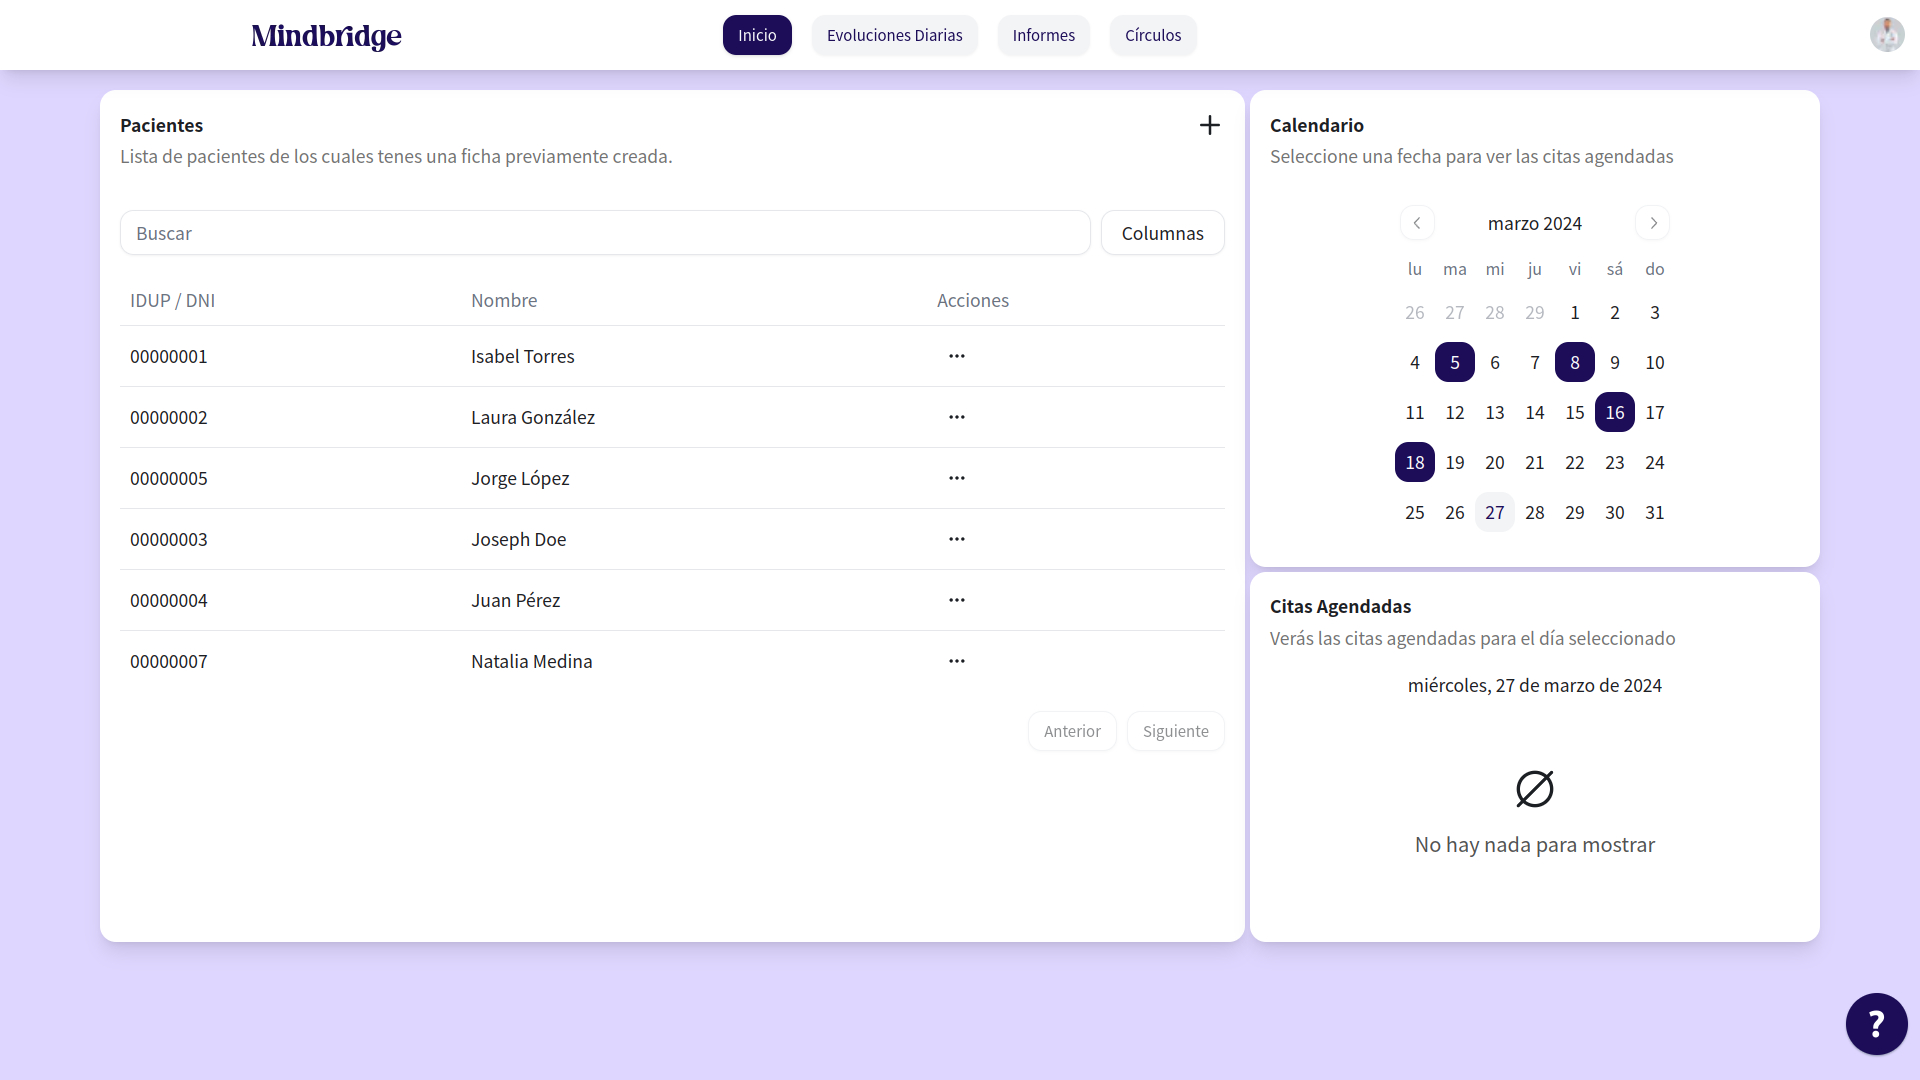 Mindbridge
Inicio
Evoluciones Diarias
Informes
Círculos
Pacientes
Lista de pacientes de los cuales tenes una ficha previamente creada.
Buscar
Columnas
IDUP / DNI Nombre Acciones
00000001 Isabel Torres
00000002 Laura González
00000005 Jorge López
00000003 Joseph Doe
00000004 Juan Pérez
00000007 Natalia Medina
Anterior
Siguiente
Calendario
Seleccione una fecha para ver las citas agendadas
marzo 2024
lu ma mi ju vi sá do
26 27 28 29 1 2 3
4 5 6 7 8 9 10
11 12 13 14 15 16 17
18 19 20 21 22 23 24
25 26 27 28 29 30 31
Citas Agendadas
Verás las citas agendadas para el día seleccionado
miércoles, 27 de marzo de 2024
No hay nada para mostrar
?